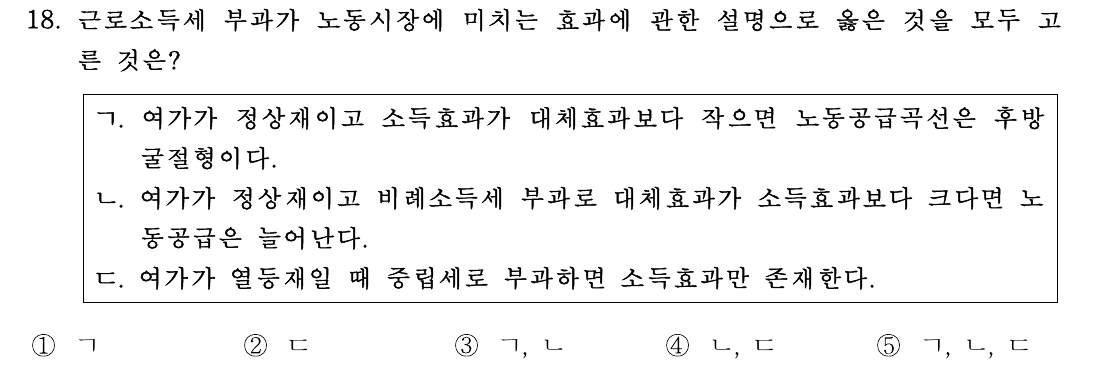 18. 근로소득세 부과가 노동시장에 미치는 효과에 관한 설명으로 옳은 것을 모두 고
른 것은?
ㄱ. 여가가 정상재이고 소득효과가 대체효과보다 작으면 노동공급곡선은 후방
굴절형이다.
ㄴ. 여가가 정상재이고 비례소득세 부과로 대체효과가 소득효과보다 크다면 노
동공급은 늘어난다.
ㄷ. 여가가 열등재일 때 중립세로 부과하면 소득효과만 존재한다.
① ㄱ ② ㄷ ③ ㄱ, ㄴ ④ ㄴ, ㄷ ⑤ ㄱ, ㄴ, ㄷ